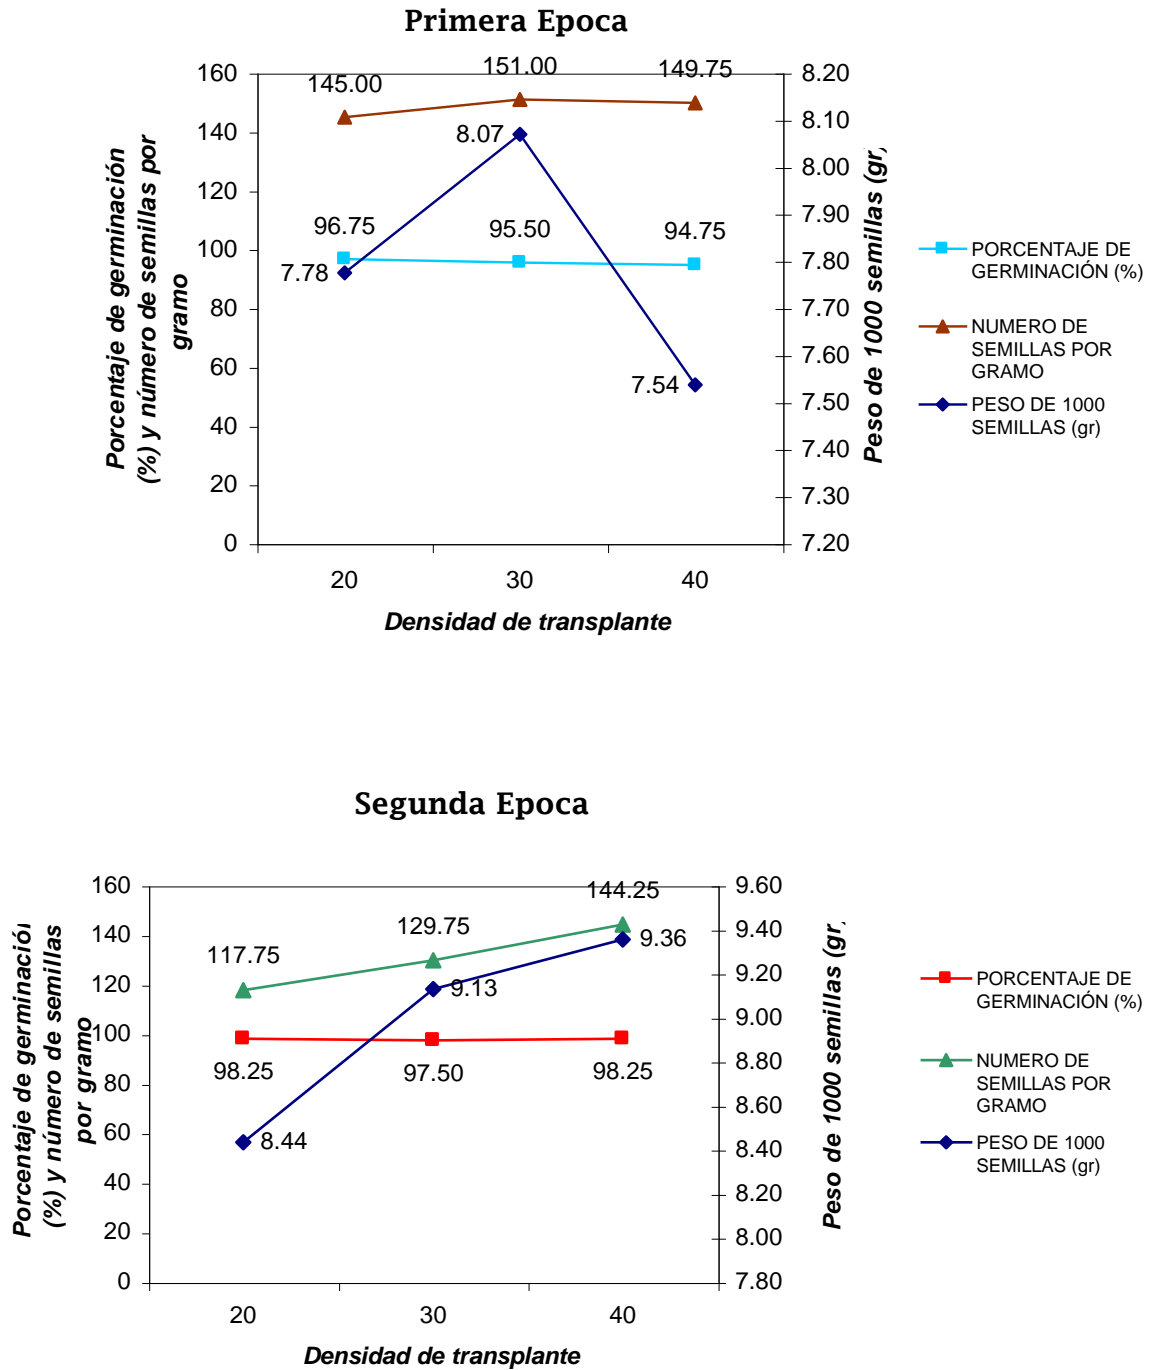 Primera Epoca
160
140
120
100
80
60
40
20
0
Porcentaje de germinación
(%) y número de semillas por
gramo
145.00
151.00
149.75
8.07
96.75
95.50
94.75
7.78
7.54
8.20
8.10
8.00
7.90
7.80
7.70
7.60
7.50
7.40
7.30
7.20
Peso de 1000 semillas (gr)
20
30
40
Densidad de transplante
PORCENTAJE DE
GERMINACIÓN (%)
NUMERO DE
SEMILLAS POR
GRAMO
PESO DE 1000
SEMILLAS (gr)
Segunda Epoca
160
140
120
100
80
60
40
20
0
Porcentaje de germinación
(%) y número de semillas
por gramo
117.75
129.75
144.25
9.36
9.13
98.25
97.50
98.25
8.44
9.60
9.40
9.20
9.00
8.80
8.60
8.40
8.20
8.00
7.80
Peso de 1000 semillas (gr)
20
30
40
Densidad de transplante
PORCENTAJE DE
GERMINACIÓN (%)
NUMERO DE
SEMILLAS POR
GRAMO
PESO DE 1000
SEMILLAS (gr)